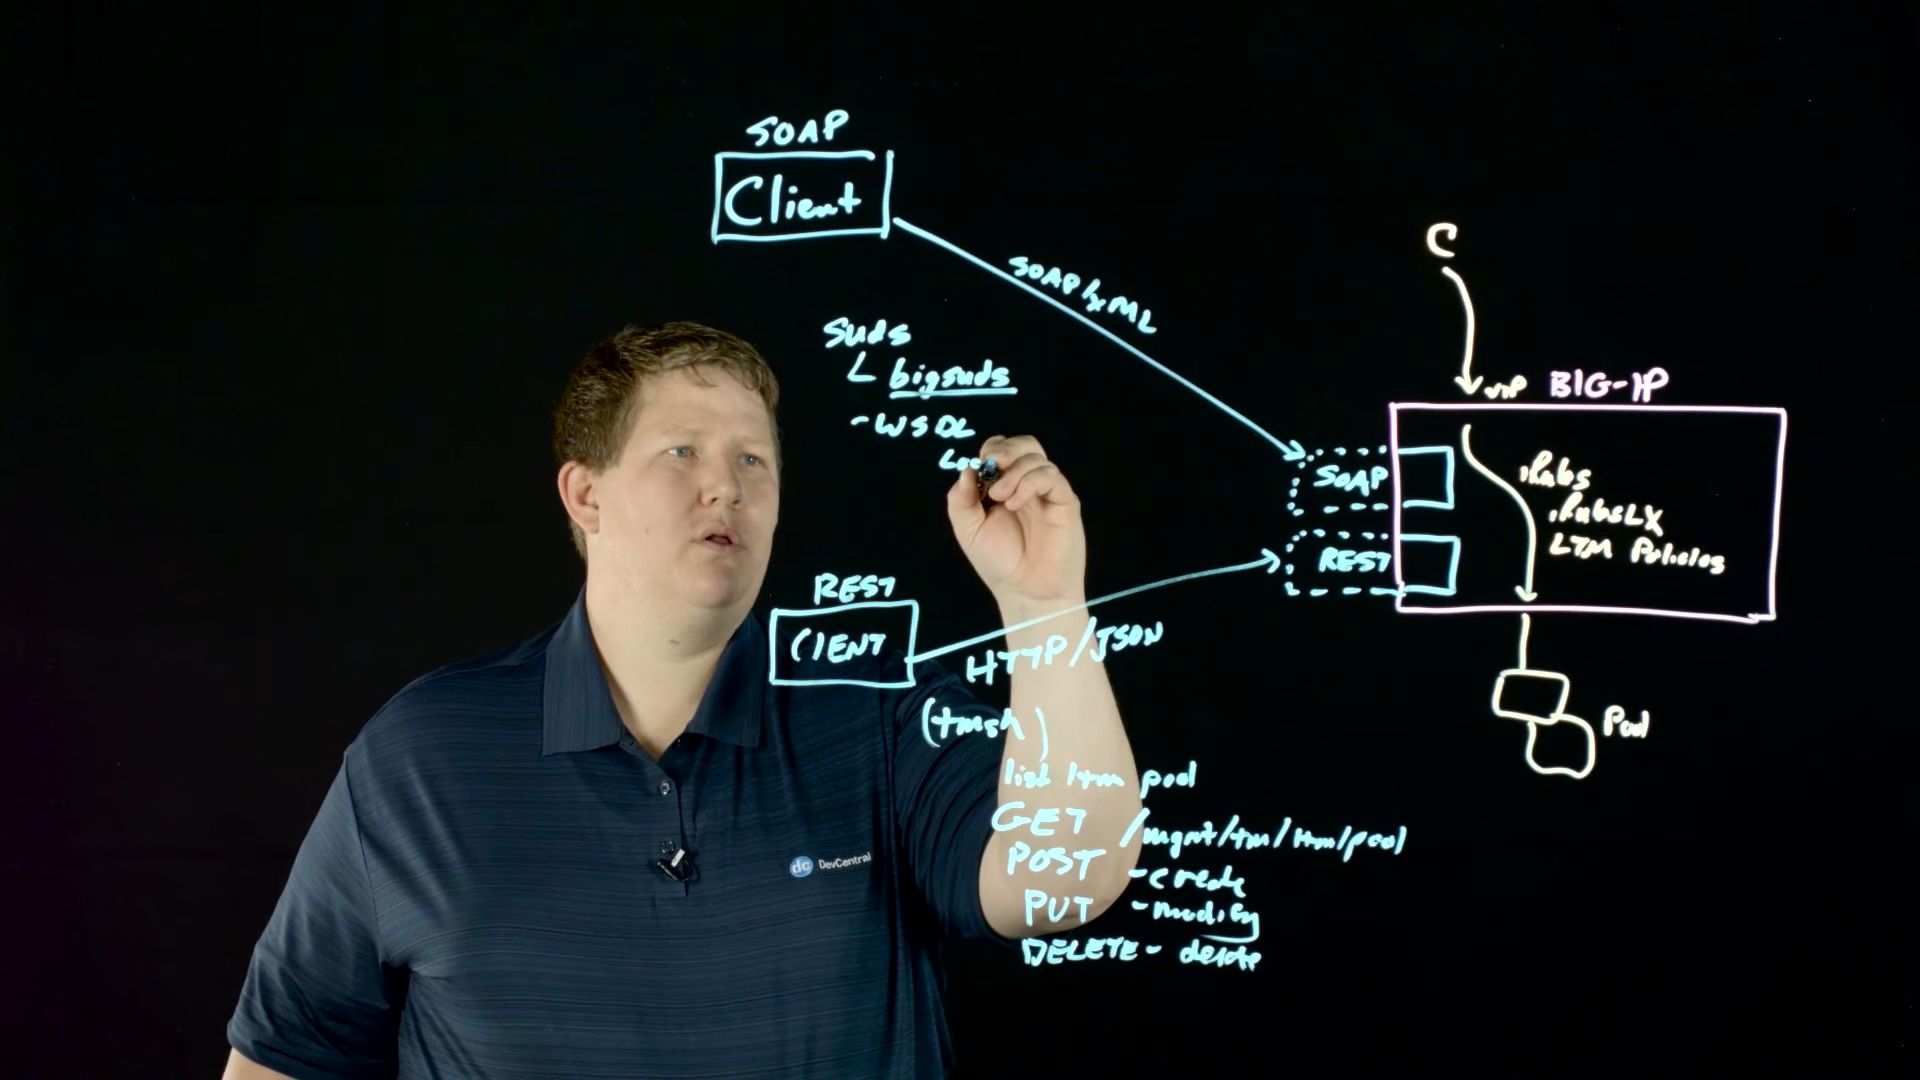 SOAP
Client
SOAP/XML
suds
bigsuds
- WSDL
C
VIP
BIG-IP
SOAP
REST
iRules
iRulesLX
LTM Policies
Pool
REST
CLIENT
HTTP/JSON
(tmsh)
list ltm pool
GET /mgmt/tm/ltm/pool
POST - create
PUT - modify
DELETE - delete
dc DevCentral